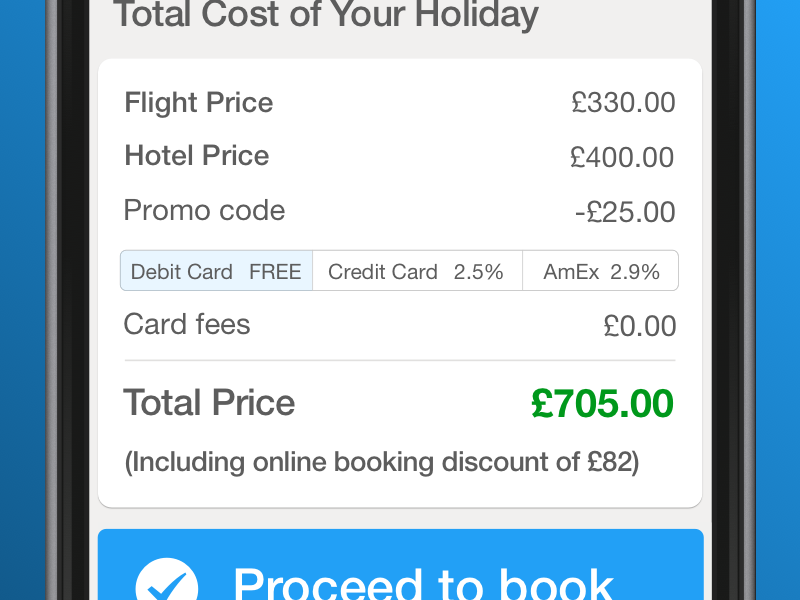 Total Cost of Your Holiday
Flight Price £330.00
Hotel Price £400.00
Promo code -£25.00
Debit Card FREE Credit Card 2.5% AmEx 2.9%
Card fees £0.00
Total Price £705.00
(Including online booking discount of £82)
Proceed to book